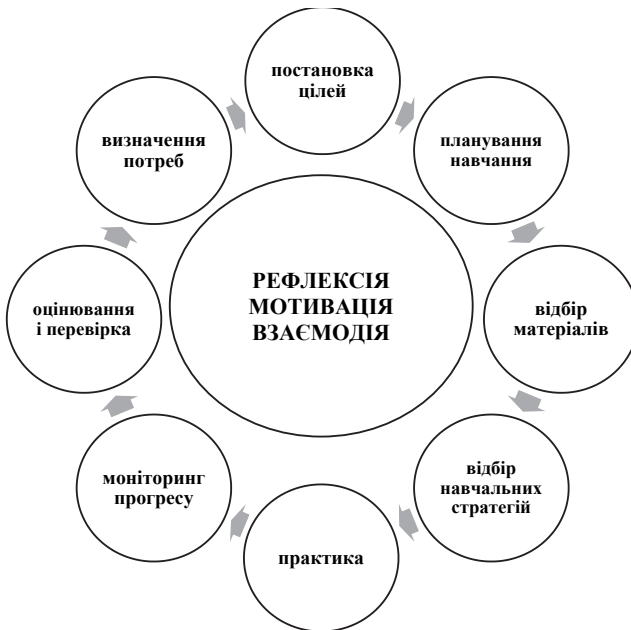 постановка
цілей
визначення
потреб
планування
навчання
РЕФЛЕКСІЯ
МОТИВАЦІЯ
ВЗАЄМОДІЯ
оцінювання
і перевірка
відбір
матеріалів
моніторинг
прогресу
відбір
навчальних
стратегій
практика